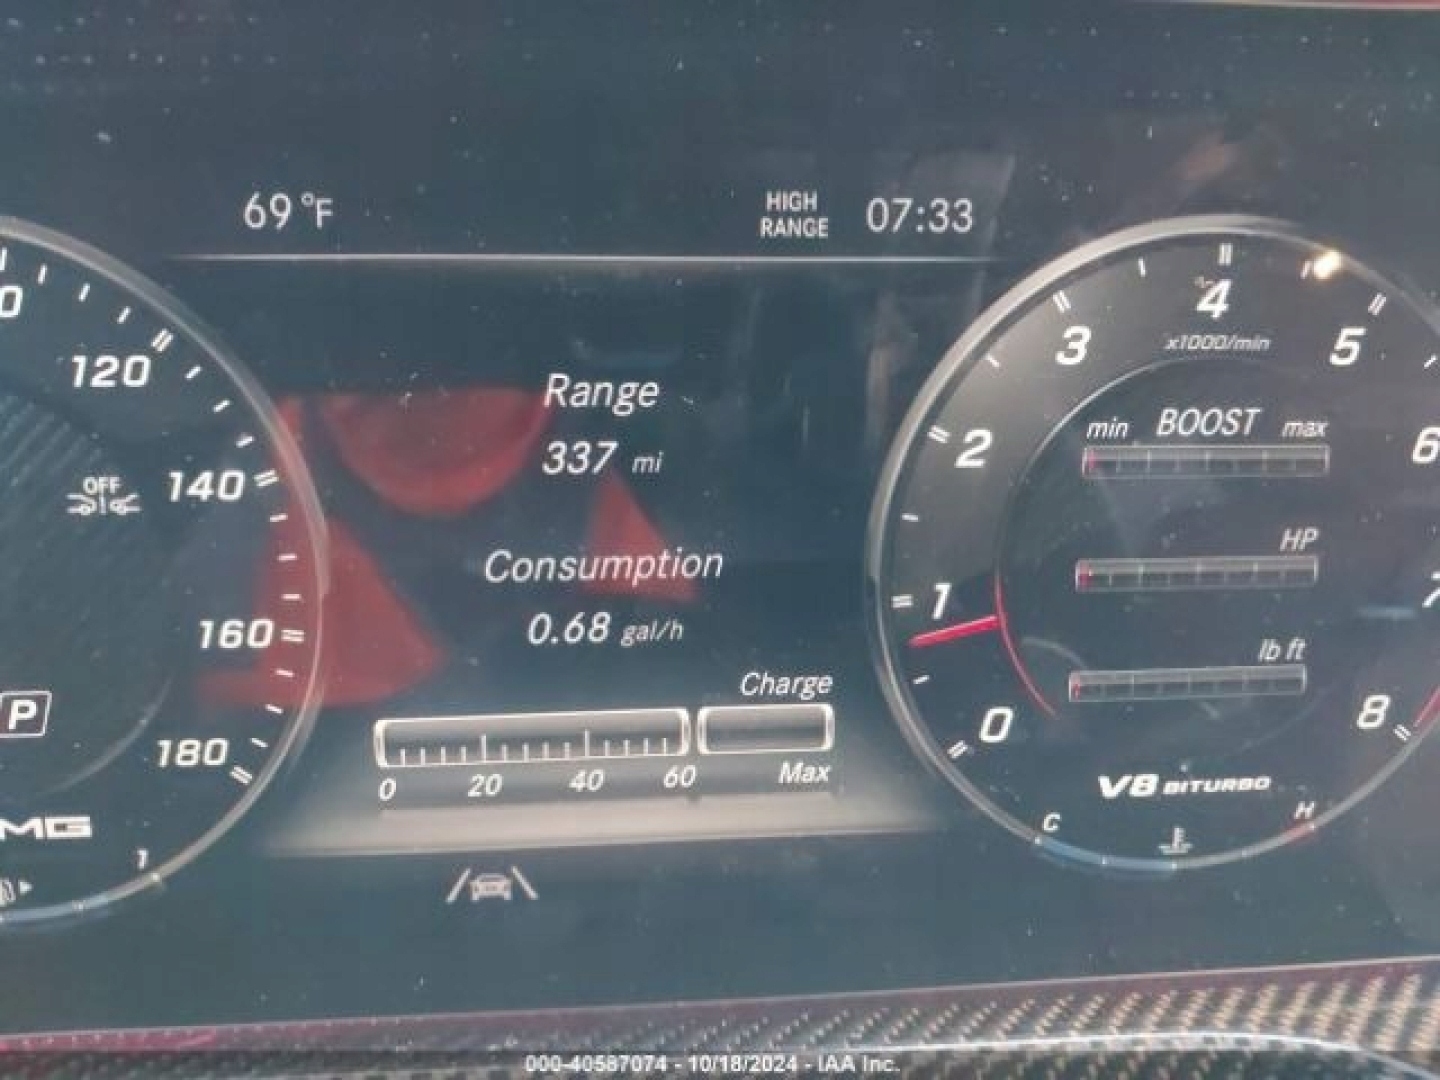 69 °F
HIGH
RANGE
07:33
120
140
160
180
OFF
P
MG
1
Range
337 mi
Consumption
0.68 gal/h
Charge
0 20 40 60 Max
0
1
2
3
4
5
6
7
8
x1000/min
min BOOST max
HP
lb ft
V8 BITURBO
C
H
000-40587074 - 10/18/2024 - IAA Inc.